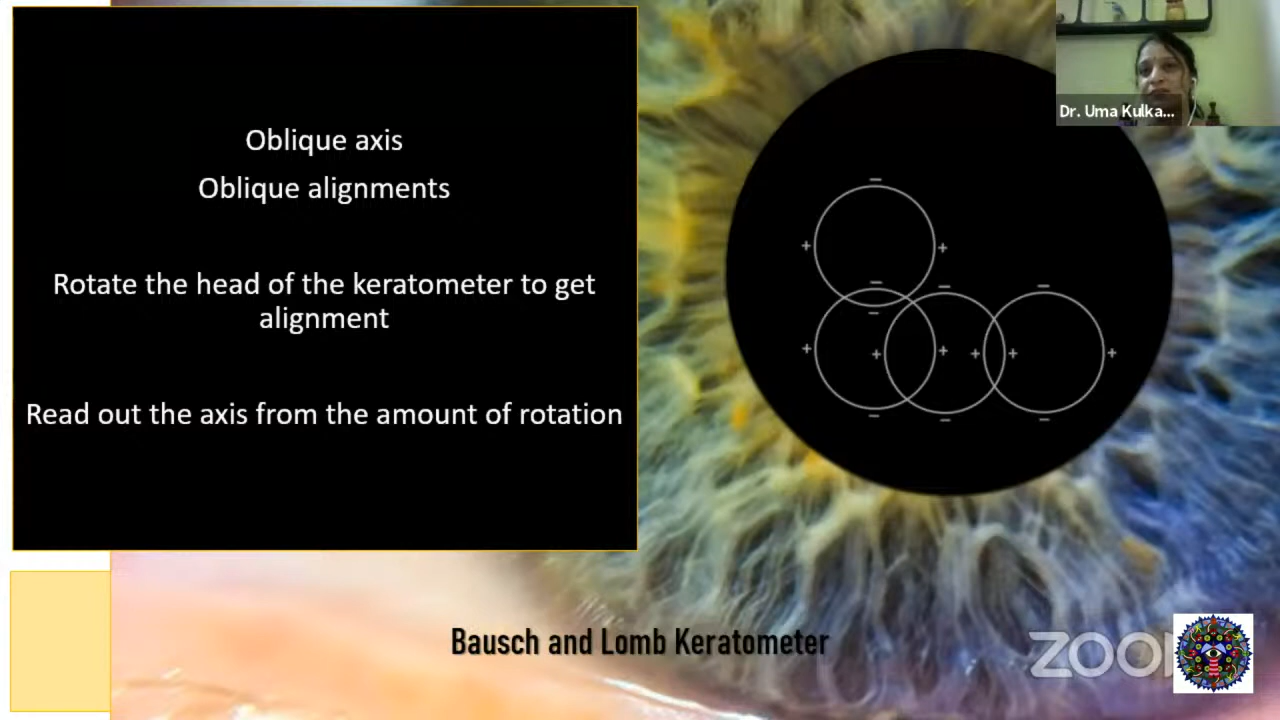 Oblique axis
Oblique alignments
Rotate the head of the keratometer to get
alignment
Read out the axis from the amount of rotation
Dr. Uma Kulka...
Bausch and Lomb Keratometer
ZOO